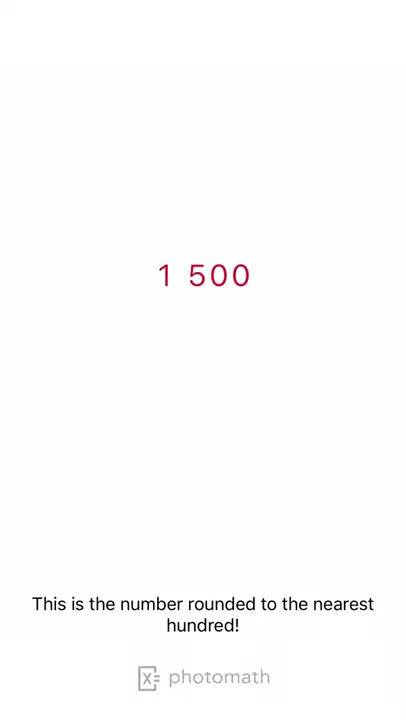 1 500
This is the number rounded to the nearest
hundred!
photomath